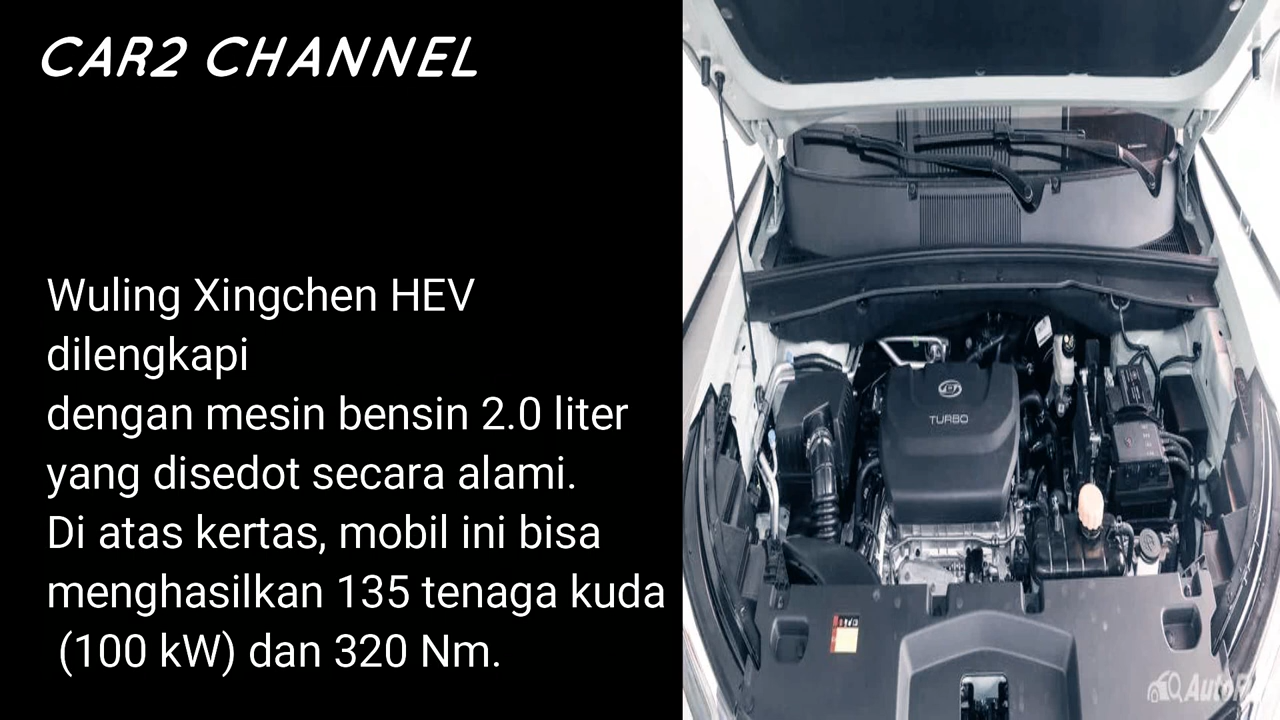 CAR2 CHANNEL
Wuling Xingchen HEV
dilengkapi
dengan mesin bensin 2.0 liter
yang disedot secara alami.
Di atas kertas, mobil ini bisa
menghasilkan 135 tenaga kuda
(100 kW) dan 320 Nm.
TURBO